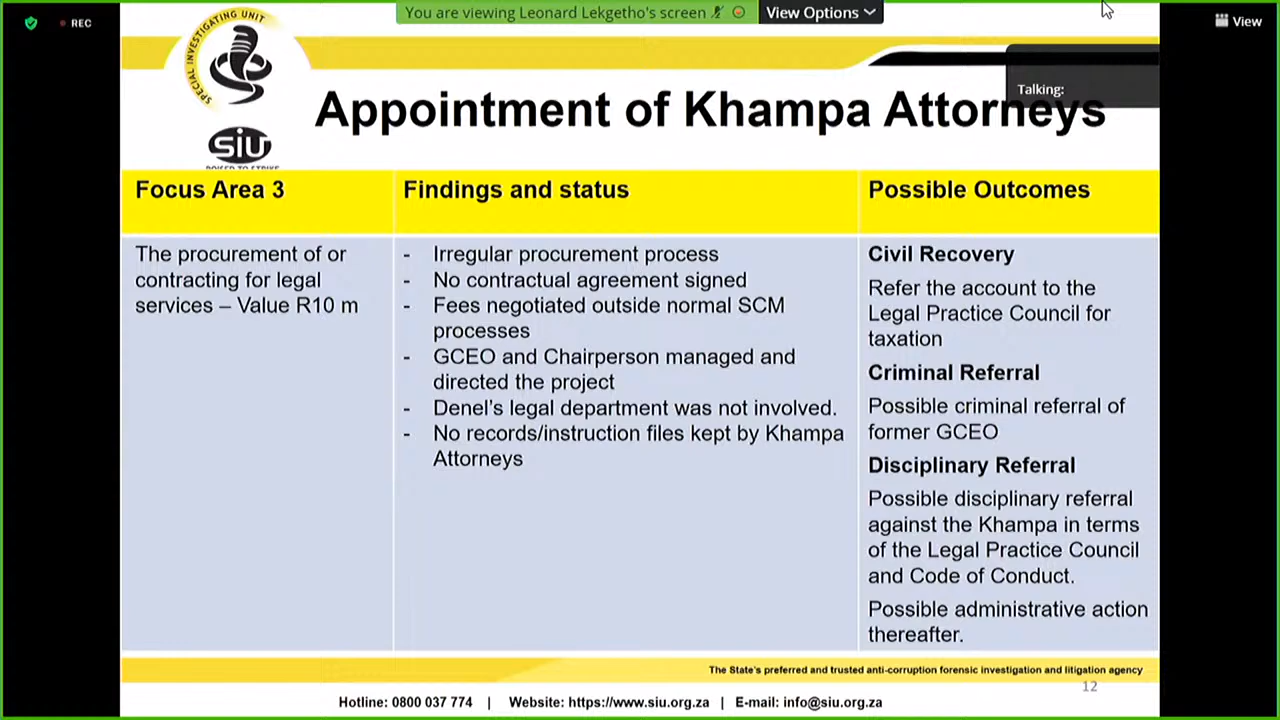 REC
You are viewing Leonard Lekgetho's screen
View Options
View
SPECIAL INVESTIGATING UNIT
SIU
POISED TO STRIKE
Talking:
Appointment of Khampa Attorneys
Focus Area 3
The procurement of or
contracting for legal
services – Value R10 m
Findings and status
- Irregular procurement process
- No contractual agreement signed
- Fees negotiated outside normal SCM
processes
- GCEO and Chairperson managed and
directed the project
- Denel's legal department was not involved.
- No records/instruction files kept by Khampa
Attorneys
Possible Outcomes
Civil Recovery
Refer the account to the
Legal Practice Council for
taxation
Criminal Referral
Possible criminal referral of
former GCEO
Disciplinary Referral
Possible disciplinary referral
against the Khampa in terms
of the Legal Practice Council
and Code of Conduct.
Possible administrative action
thereafter.
The State's preferred and trusted anti-corruption forensic investigation and litigation agency
12
Hotline: 0800 037 774 | Website: https://www.siu.org.za | E-mail: info@siu.org.za